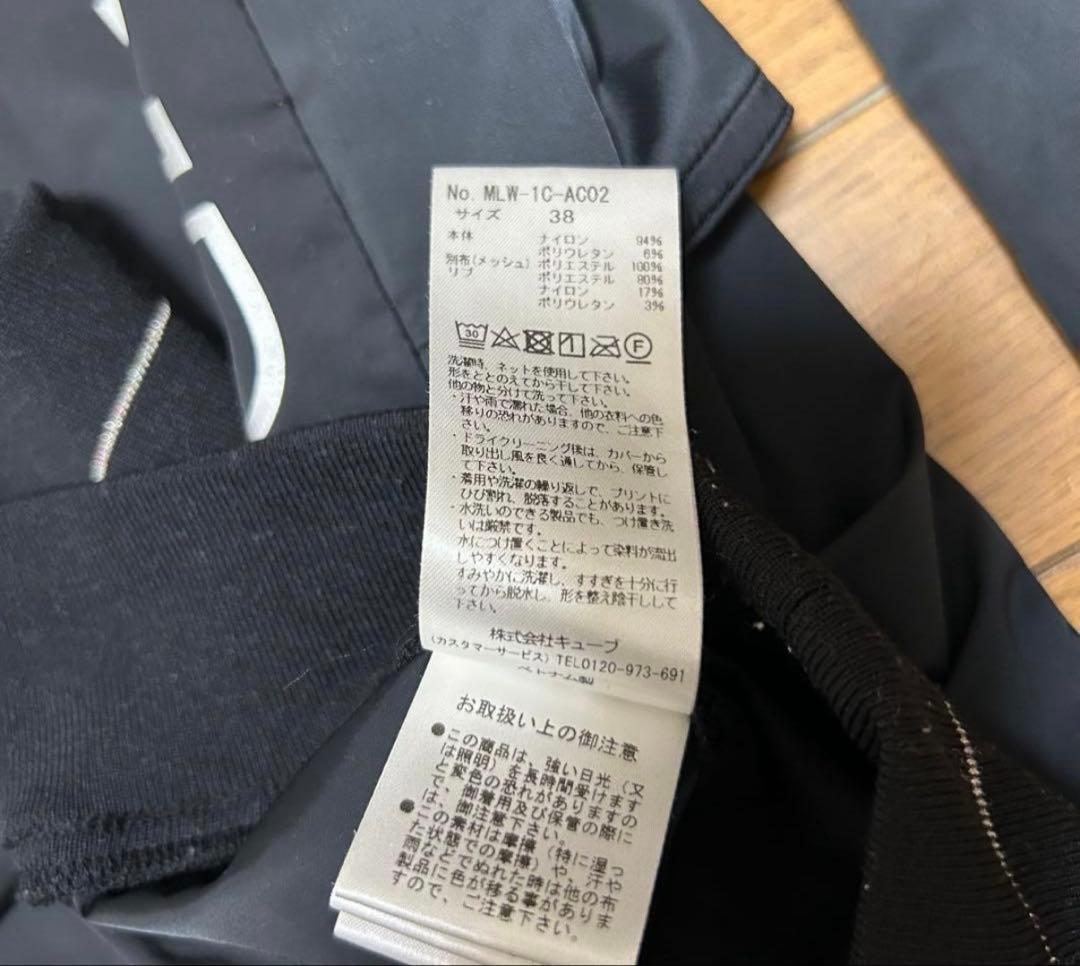 No. MLW-1C-AC02
サイズ 38
本体 ナイロン 94%
ポリウレタン 6%
別布(メッシュ) ポリエステル 100%
リブ ポリエステル 80%
ナイロン 17%
ポリウレタン 3%
30 F
洗濯時、ネットを使用して下さい。
形をととのえてから干して下さい。
他の物と分けて洗って下さい。
・汗や雨で濡れた場合、他の衣料への色
移りの恐れがありますので、ご注意下
さい。
・ドライクリーニング後は、カバーから
取り出し風を良く通してから、保管し
て下さい。
・着用や洗濯の繰り返しで、プリントに
ひび割れ、脱落することがあります。
・水洗いのできる製品でも、つけ置き洗
いは厳禁です。
水につけ置くことによって染料が流出
しやすくなります。
すみやかに洗濯し、すすぎを十分に行
ってから脱水し、形を整え陰干しして
下さい。
株式会社キューブ
(カスタマーサービス) TEL0120-973-691
ベトナム製
お取扱い上の御注意
●この商品は、強い日光(又
は照明)を長時間受けます
と変色の恐れがありますの
で、御着用及び保管の際に
は、御注意下さい。
●この素材は摩擦(特に湿っ
た状態での摩擦)や、汗や
雨などでぬれた時は他の布
製品に色が移る事がありま
すので、ご注意下さい。